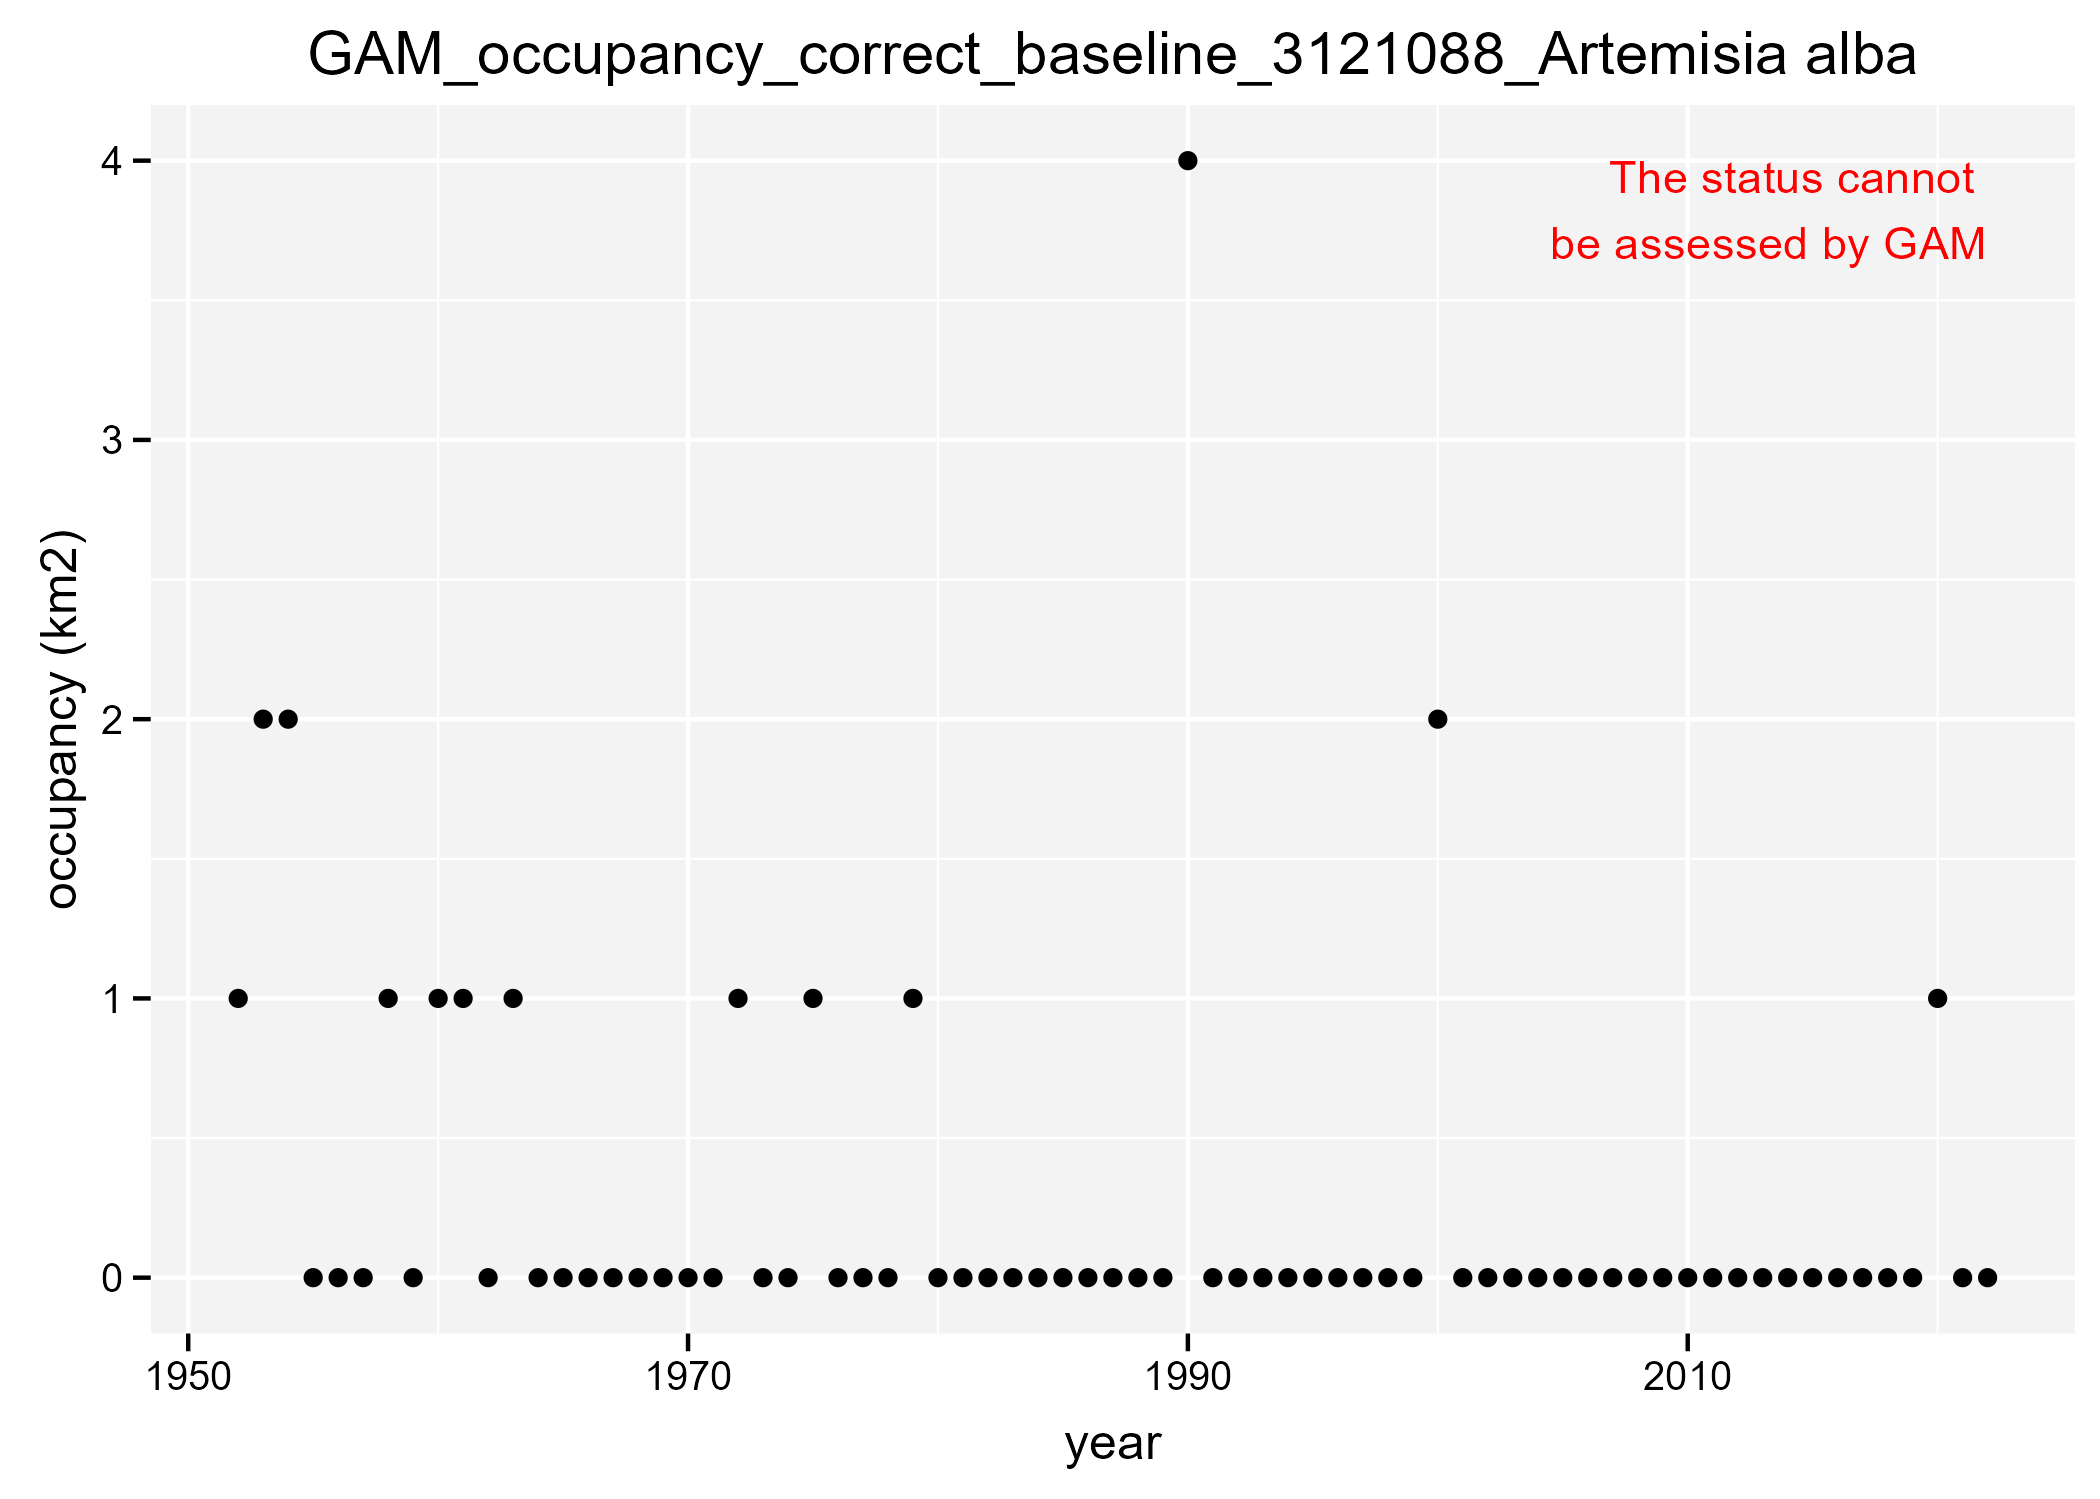 GAM_occupancy_correct_baseline_3121088_Artemisia alba
The status cannot
be assessed by GAM
occupancy (km2)
4
3
2
1
0
1950 1970 1990 2010
year